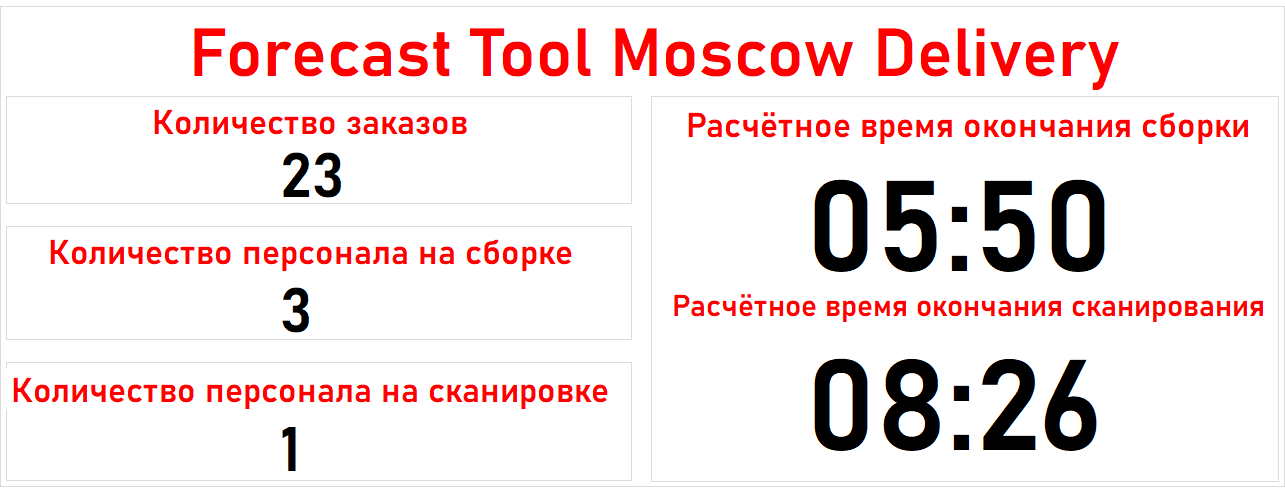 Forecast Tool Moscow Delivery
Количество заказов
23
Количество персонала на сборке
3
Количество персонала на сканировке
1
Расчётное время окончания сборки
05:50
Расчётное время окончания сканирования
08:26